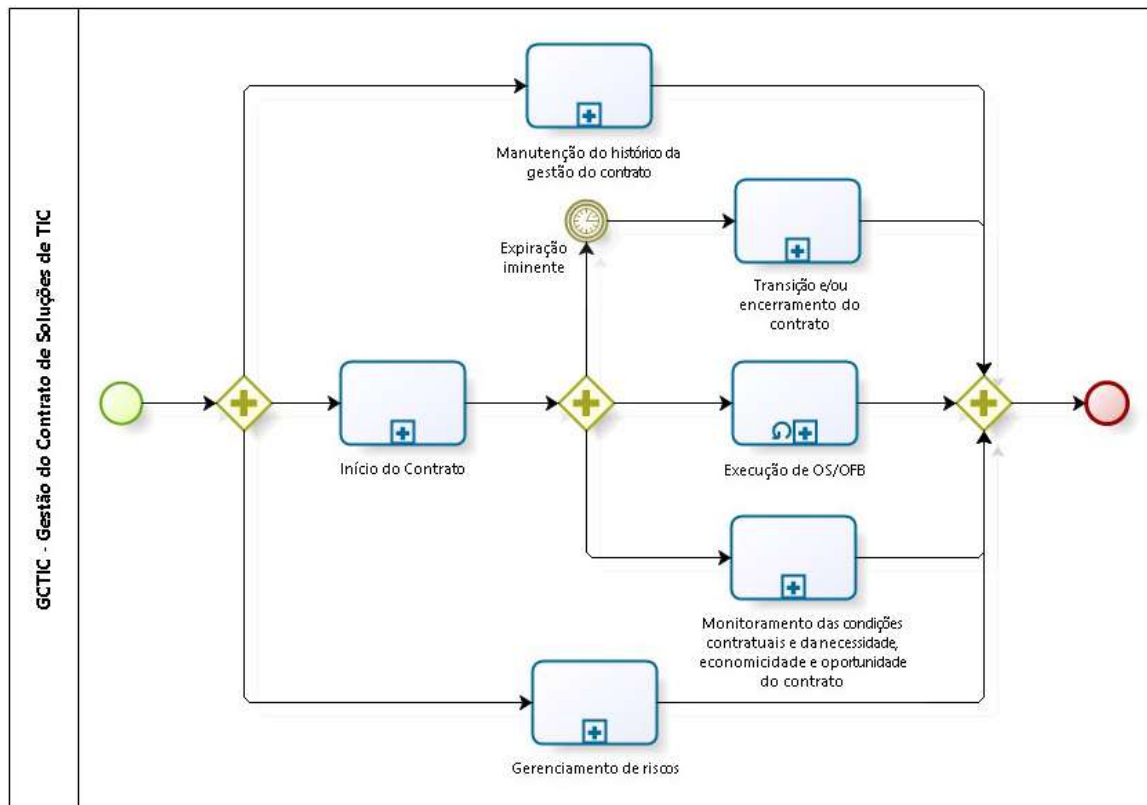 GCTIC - Gestão do Contrato de Soluções de TIC
Manutenção do histórico da
gestão do contrato
Expiração
iminente
Transição e/ou
encerramento do
contrato
Início do Contrato
Execução de OS/OFB
Monitoramento das condições
contratuais e da necessidade,
economicidade e oportunidade
do contrato
Gerenciamento de riscos